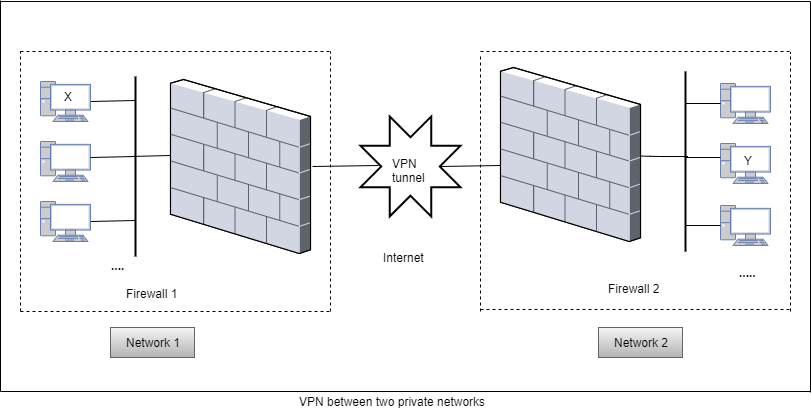 X
Y
VPN
tunnel
Internet
....
.....
Firewall 1
Firewall 2
Network 1
Network 2
VPN between two private networks